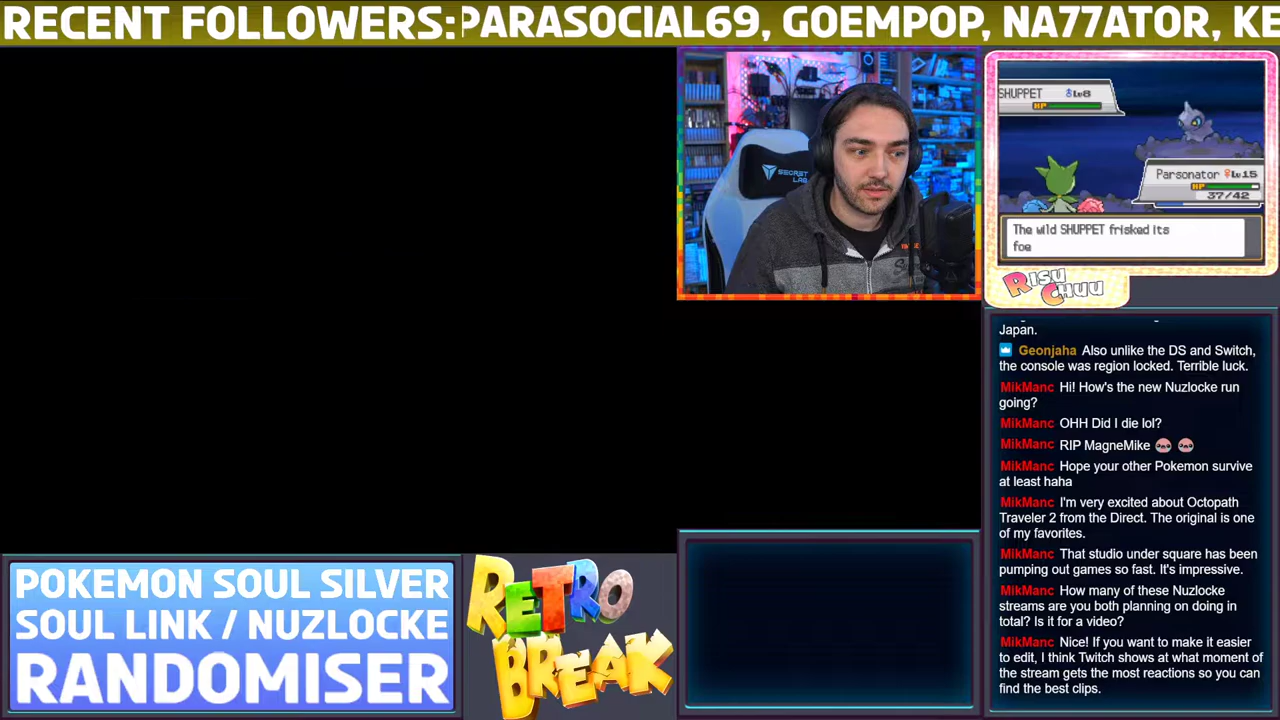 RECENT FOLLOWERS: PARASOCIAL69, GOEMPOP, NA77ATOR, KE
SECRET
LAB
SHUPPET ♂Lv8
HP
Parsonator ♀Lv15
HP
37/42
The wild SHUPPET frisked its
foe
RISU
CHUU
Japan.
Geonjaha Also unlike the DS and Switch,
the console was region locked. Terrible luck.
MikManc Hi! How's the new Nuzlocke run
going?
MikManc OHH Did I die lol?
MikManc RIP MagneMike
MikManc Hope your other Pokemon survive
at least haha
MikManc I'm very excited about Octopath
Traveler 2 from the Direct. The original is one
of my favorites.
MikManc That studio under square has been
pumping out games so fast. It's impressive.
MikManc How many of these Nuzlocke
streams are you both planning on doing in
total? Is it for a video?
MikManc Nice! If you want to make it easier
to edit, I think Twitch shows at what moment of
the stream gets the most reactions so you can
find the best clips.
POKEMON SOUL SILVER
SOUL LINK / NUZLOCKE
RANDOMISER
RETRO
BREAK